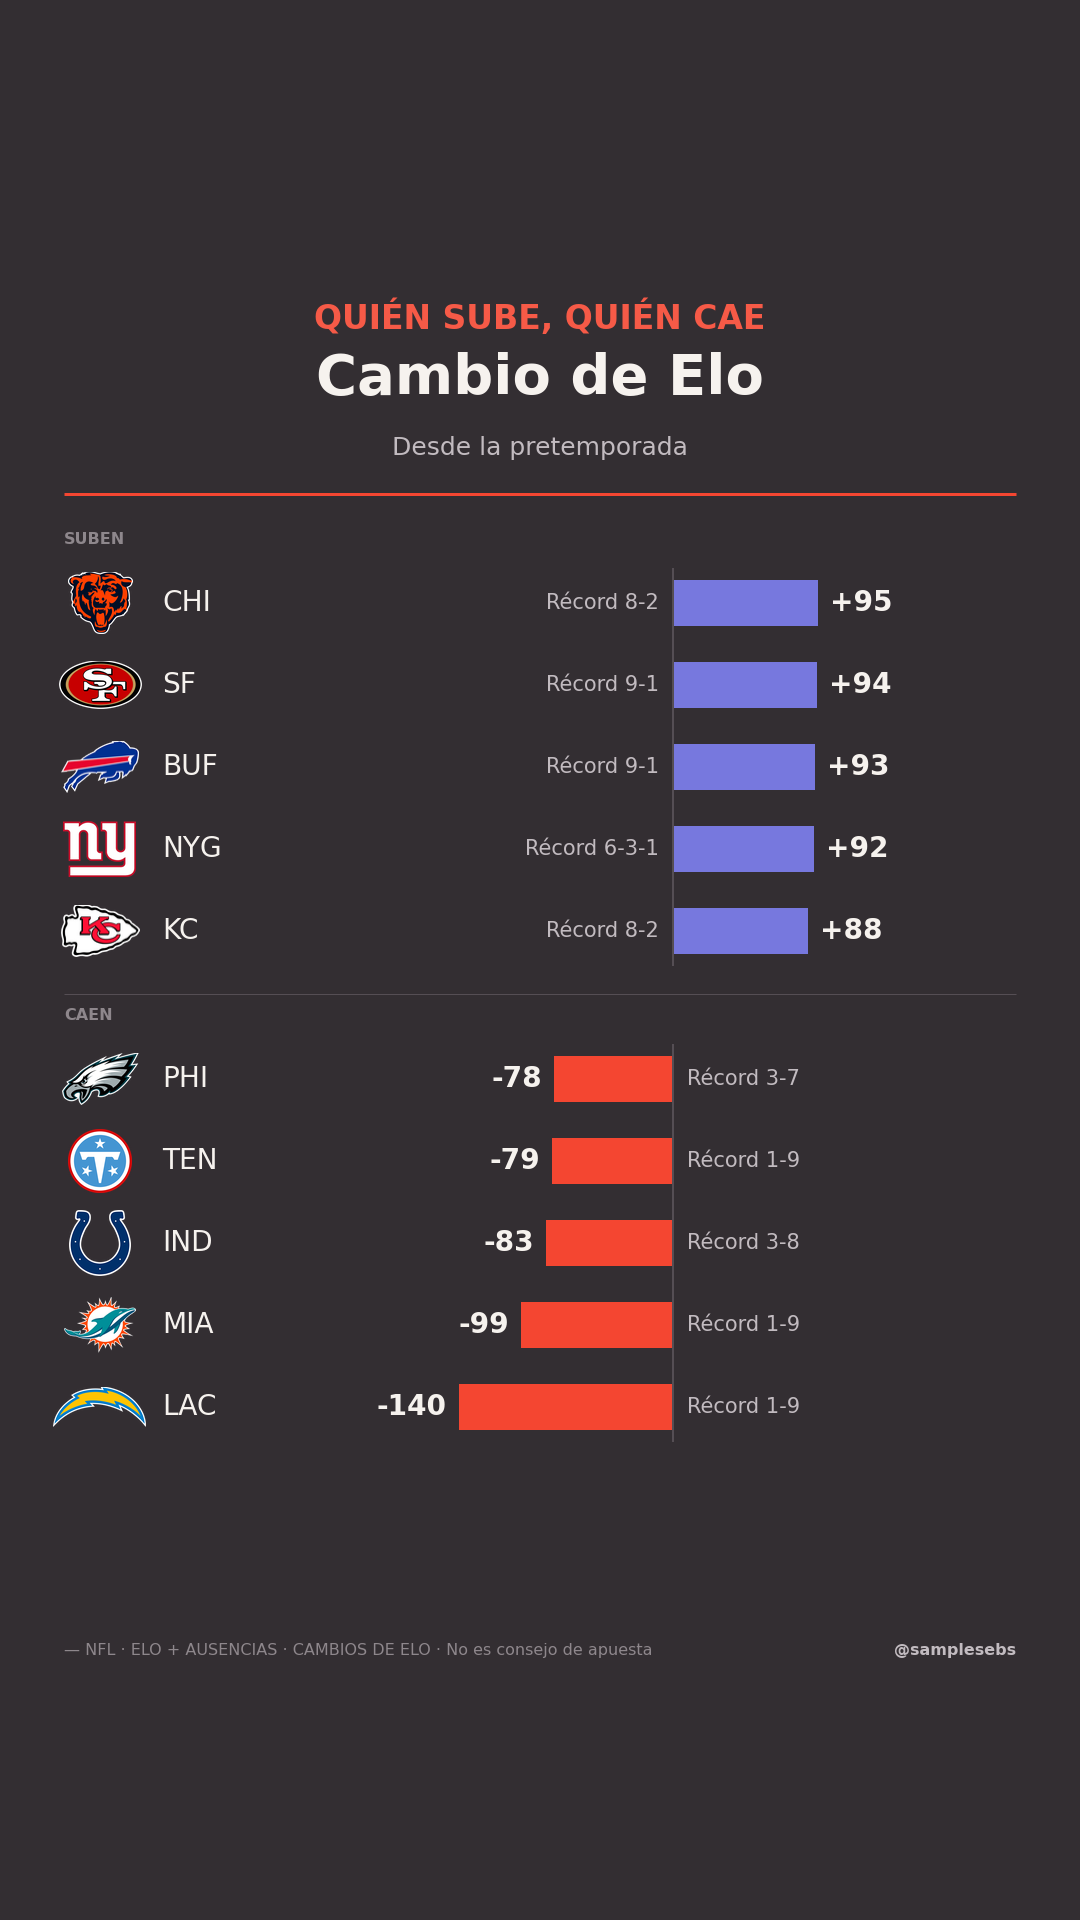 QUIÉN SUBE, QUIÉN CAE
Cambio de Elo
Desde la pretemporada
SUBEN
CHI Récord 8-2 +95
SF SF Récord 9-1 +94
BUF Récord 9-1 +93
ny NYG Récord 6-3-1 +92
KC KC Récord 8-2 +88
CAEN
PHI -78 Récord 3-7
T TEN -79 Récord 1-9
IND -83 Récord 3-8
MIA -99 Récord 1-9
LAC -140 Récord 1-9
— NFL · ELO + AUSENCIAS · CAMBIOS DE ELO · No es consejo de apuesta @samplesebs